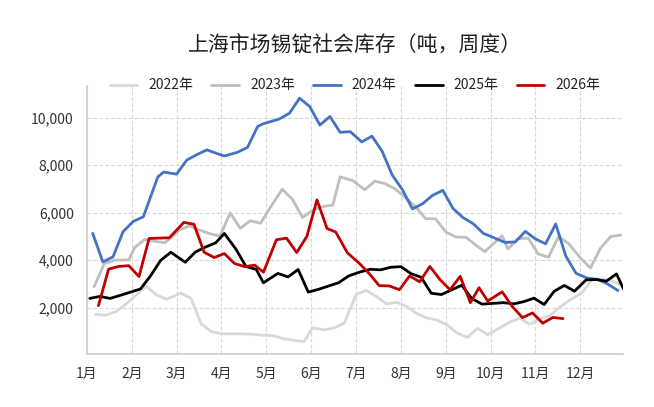 上海市场锡锭社会库存（吨，周度）
2022年 2023年 2024年 2025年 2026年
10,000
8,000
6,000
4,000
2,000
1月 2月 3月 4月 5月 6月 7月 8月 9月 10月 11月 12月